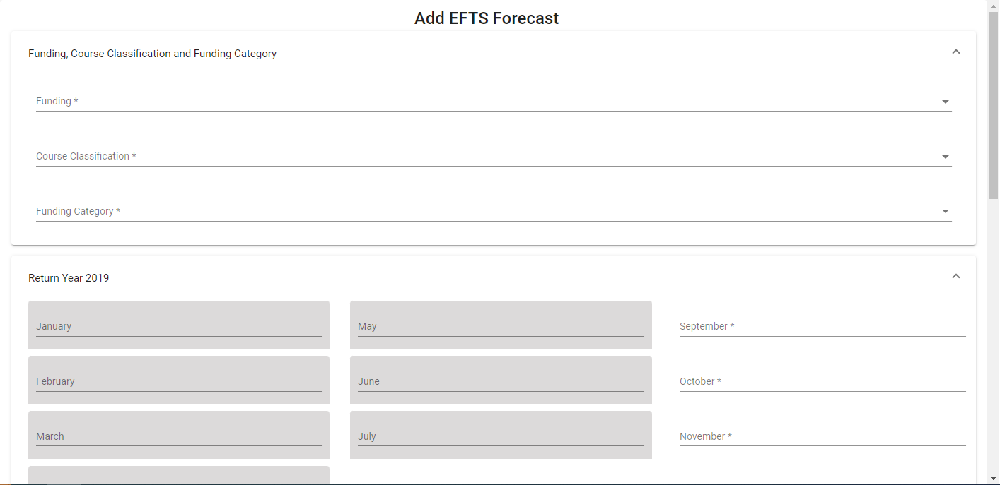 Add EFTS Forecast
Funding, Course Classification and Funding Category
Funding *
Course Classification *
Funding Category *
Return Year 2019
January
May
September *
February
June
October *
March
July
November *